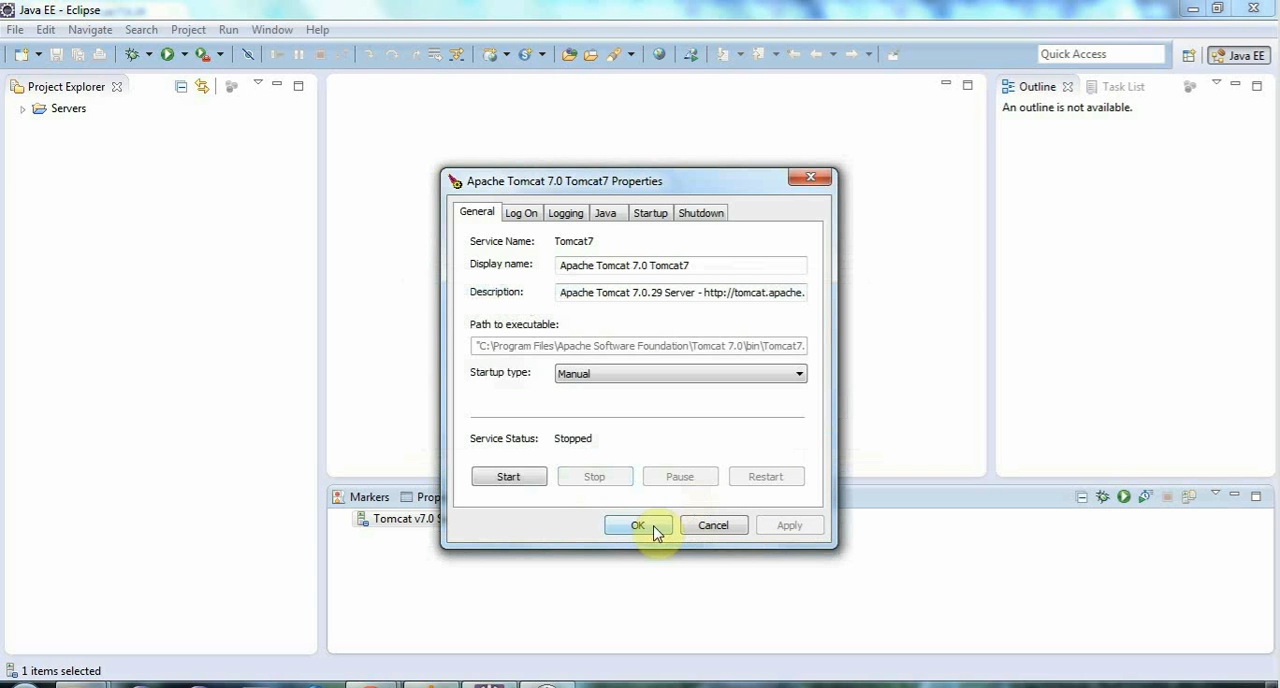 Java EE - Eclipse
File Edit Navigate Search Project Run Window Help
Quick Access
Java EE
Project Explorer
Servers
Outline
Task List
An outline is not available.
Apache Tomcat 7.0 Tomcat7 Properties
General Log On Logging Java Startup Shutdown
Service Name: Tomcat7
Display name: Apache Tomcat 7.0 Tomcat7
Description: Apache Tomcat 7.0.29 Server - http://tomcat.apache.
Path to executable:
"C:\Program Files\Apache Software Foundation\Tomcat 7.0\bin\Tomcat7.
Startup type: Manual
Service Status: Stopped
Start Stop Pause Restart
OK Cancel Apply
Markers Prop
Tomcat v7.0 S
1 items selected